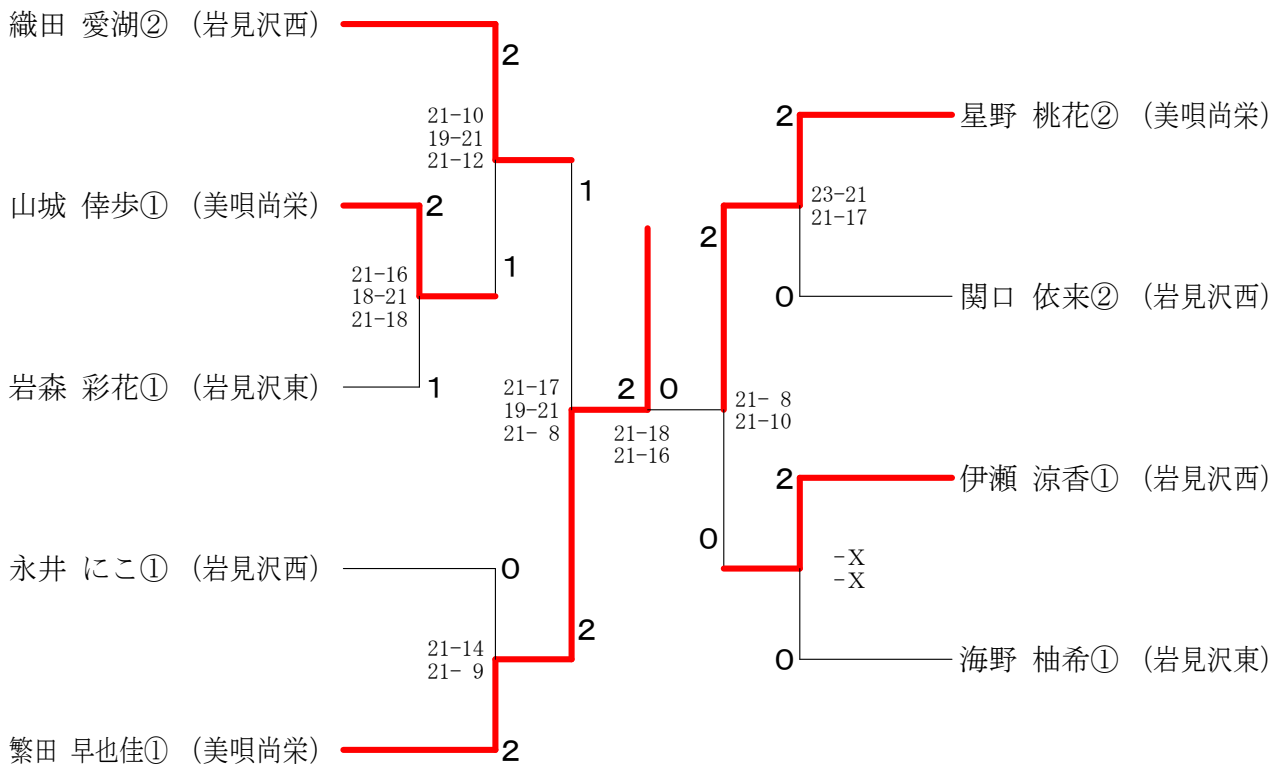 織田 愛湖② (岩見沢西)
2
21-10
19-21
21-12
1
山城 倖歩① (美唄尚栄)
2
1
21-16
18-21
21-18
岩森 彩花① (岩見沢東)
1
21-17
19-21
21- 8
2 0
21-18
21-16
永井 にこ① (岩見沢西)
0
21-14
21- 9
2
繁田 早也佳① (美唄尚栄)
2
2
星野 桃花② (美唄尚栄)
23-21
21-17
2
0
関口 依来② (岩見沢西)
21- 8
21-10
2
伊瀬 涼香① (岩見沢西)
0
-X
-X
0
海野 柚希① (岩見沢東)